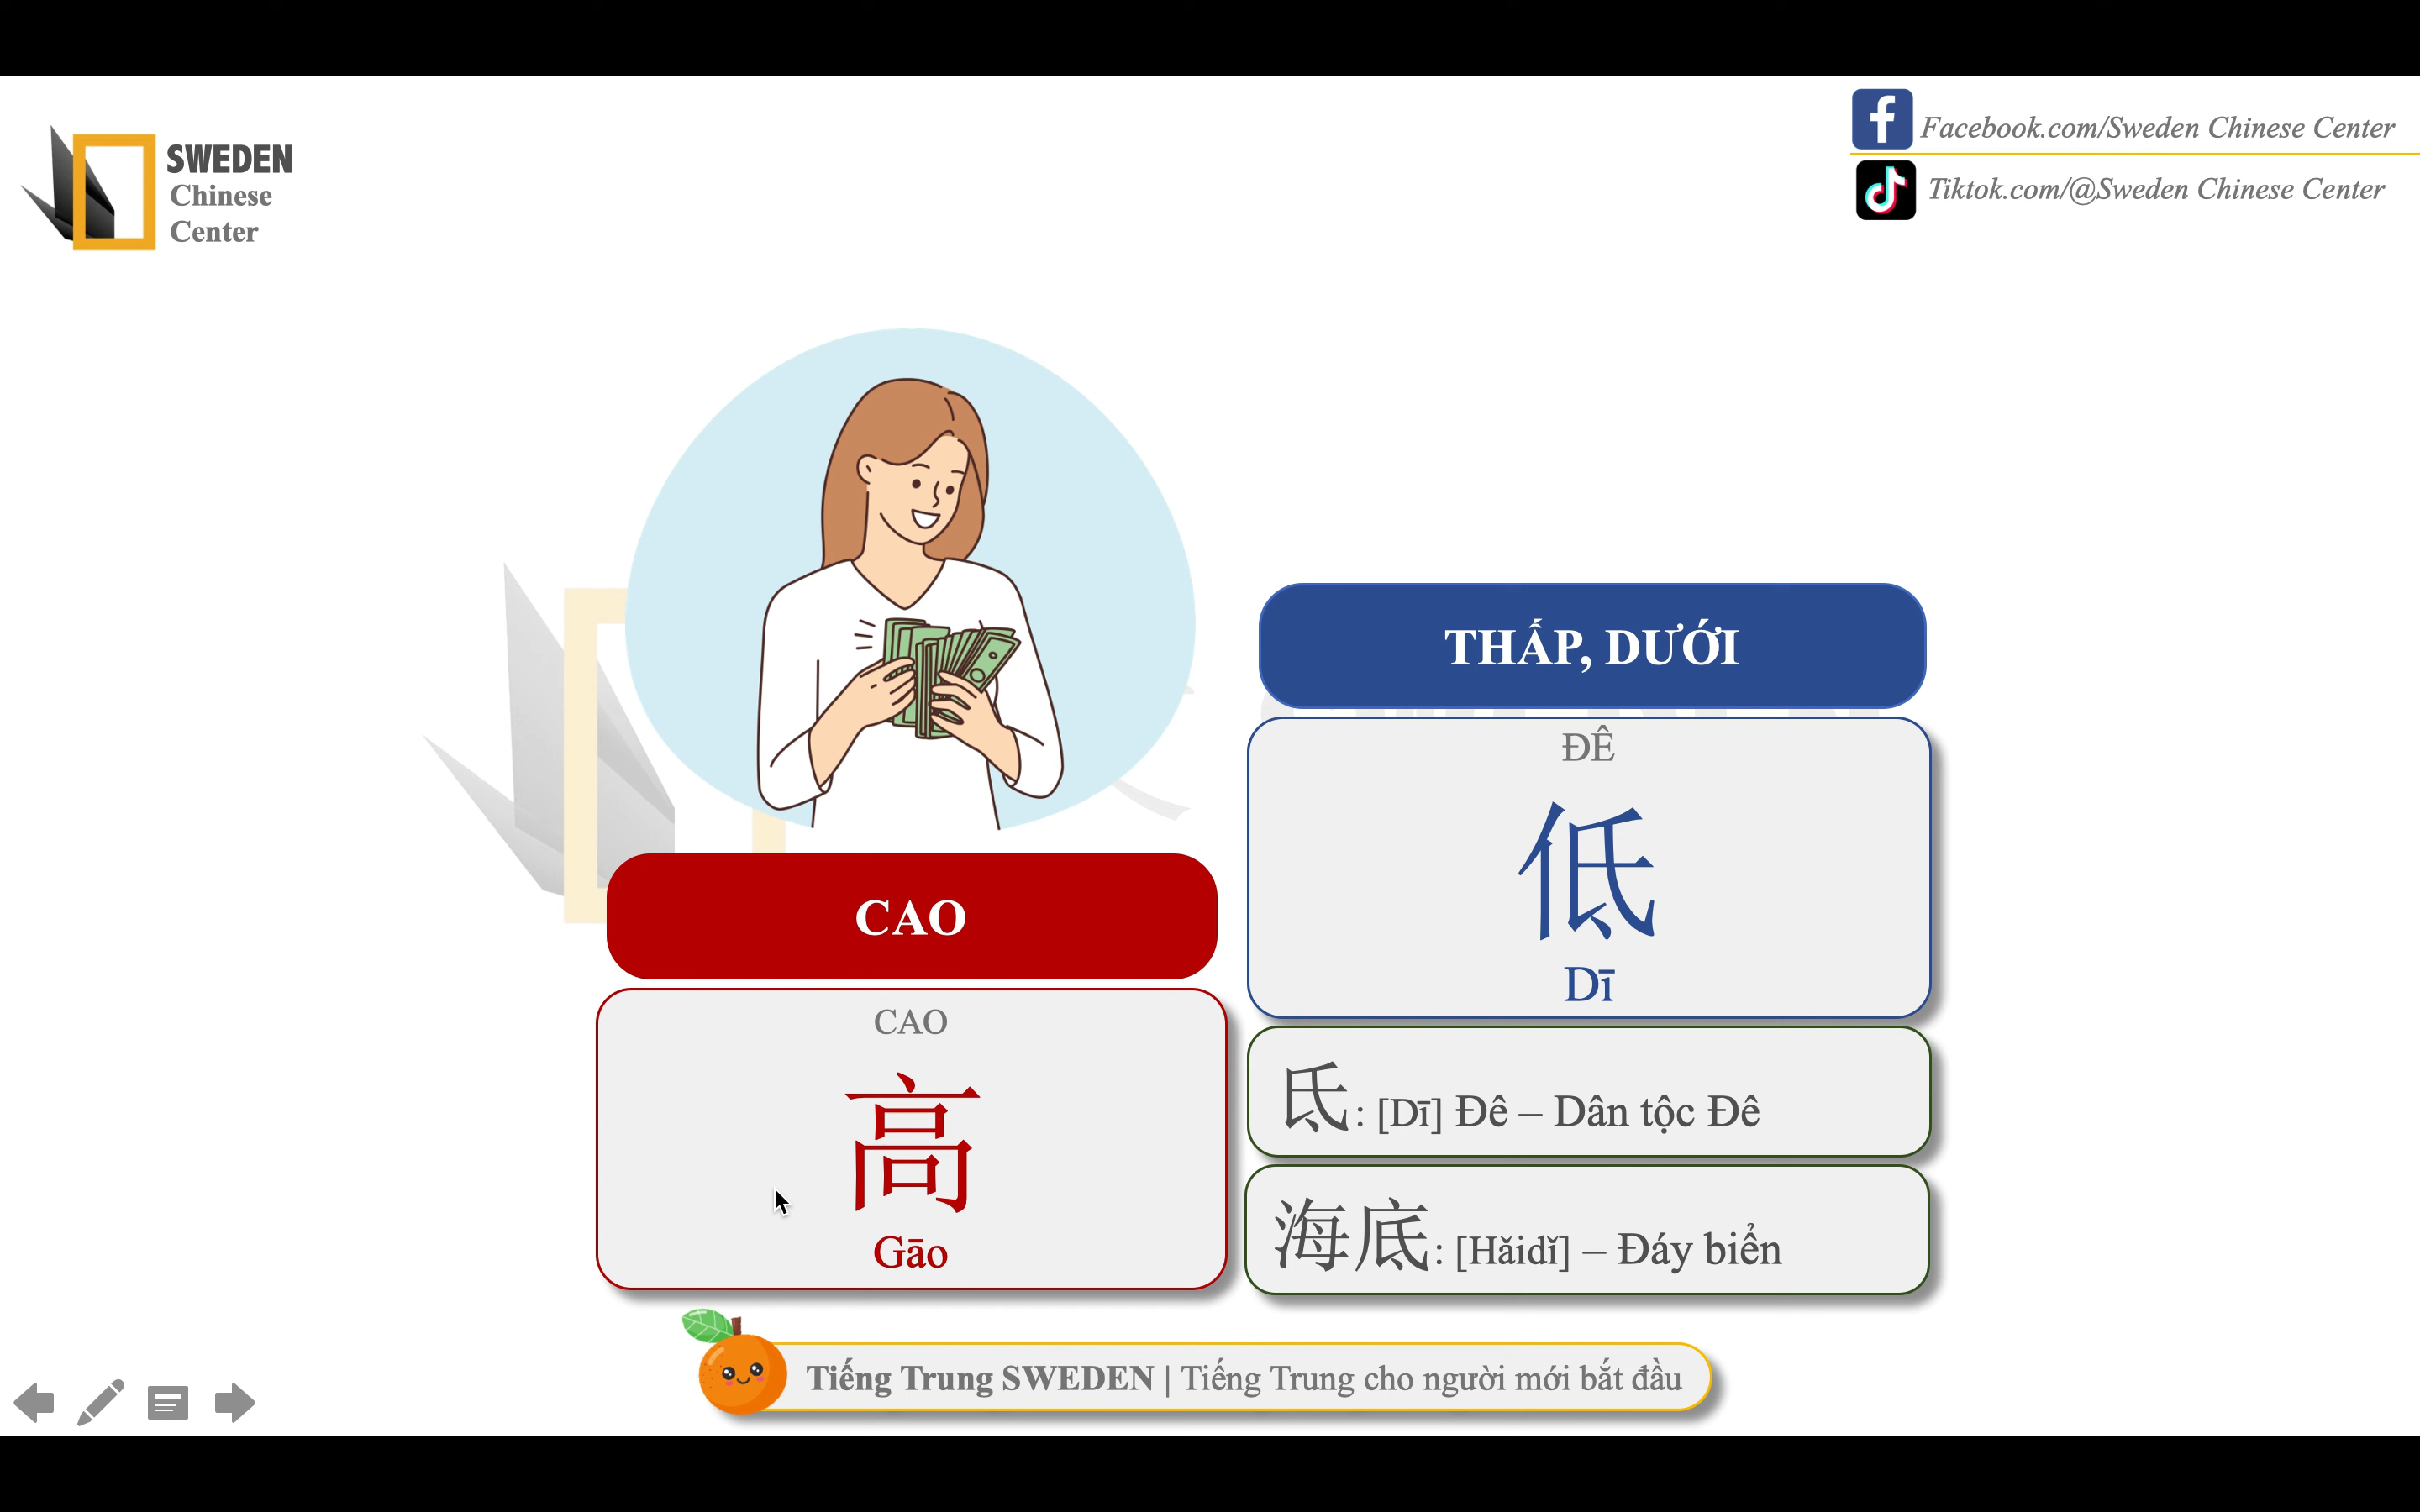 SWEDEN
Chinese
Center
Facebook.com/Sweden Chinese Center
Tiktok.com/@Sweden Chinese Center
CAO
CAO
高
Gāo
THẤP, DƯỚI
ĐÊ
低
Dī
氐: [Dī] Đê – Dân tộc Đê
海底: [Hǎidǐ] – Đáy biển
Tiếng Trung SWEDEN | Tiếng Trung cho người mới bắt đầu